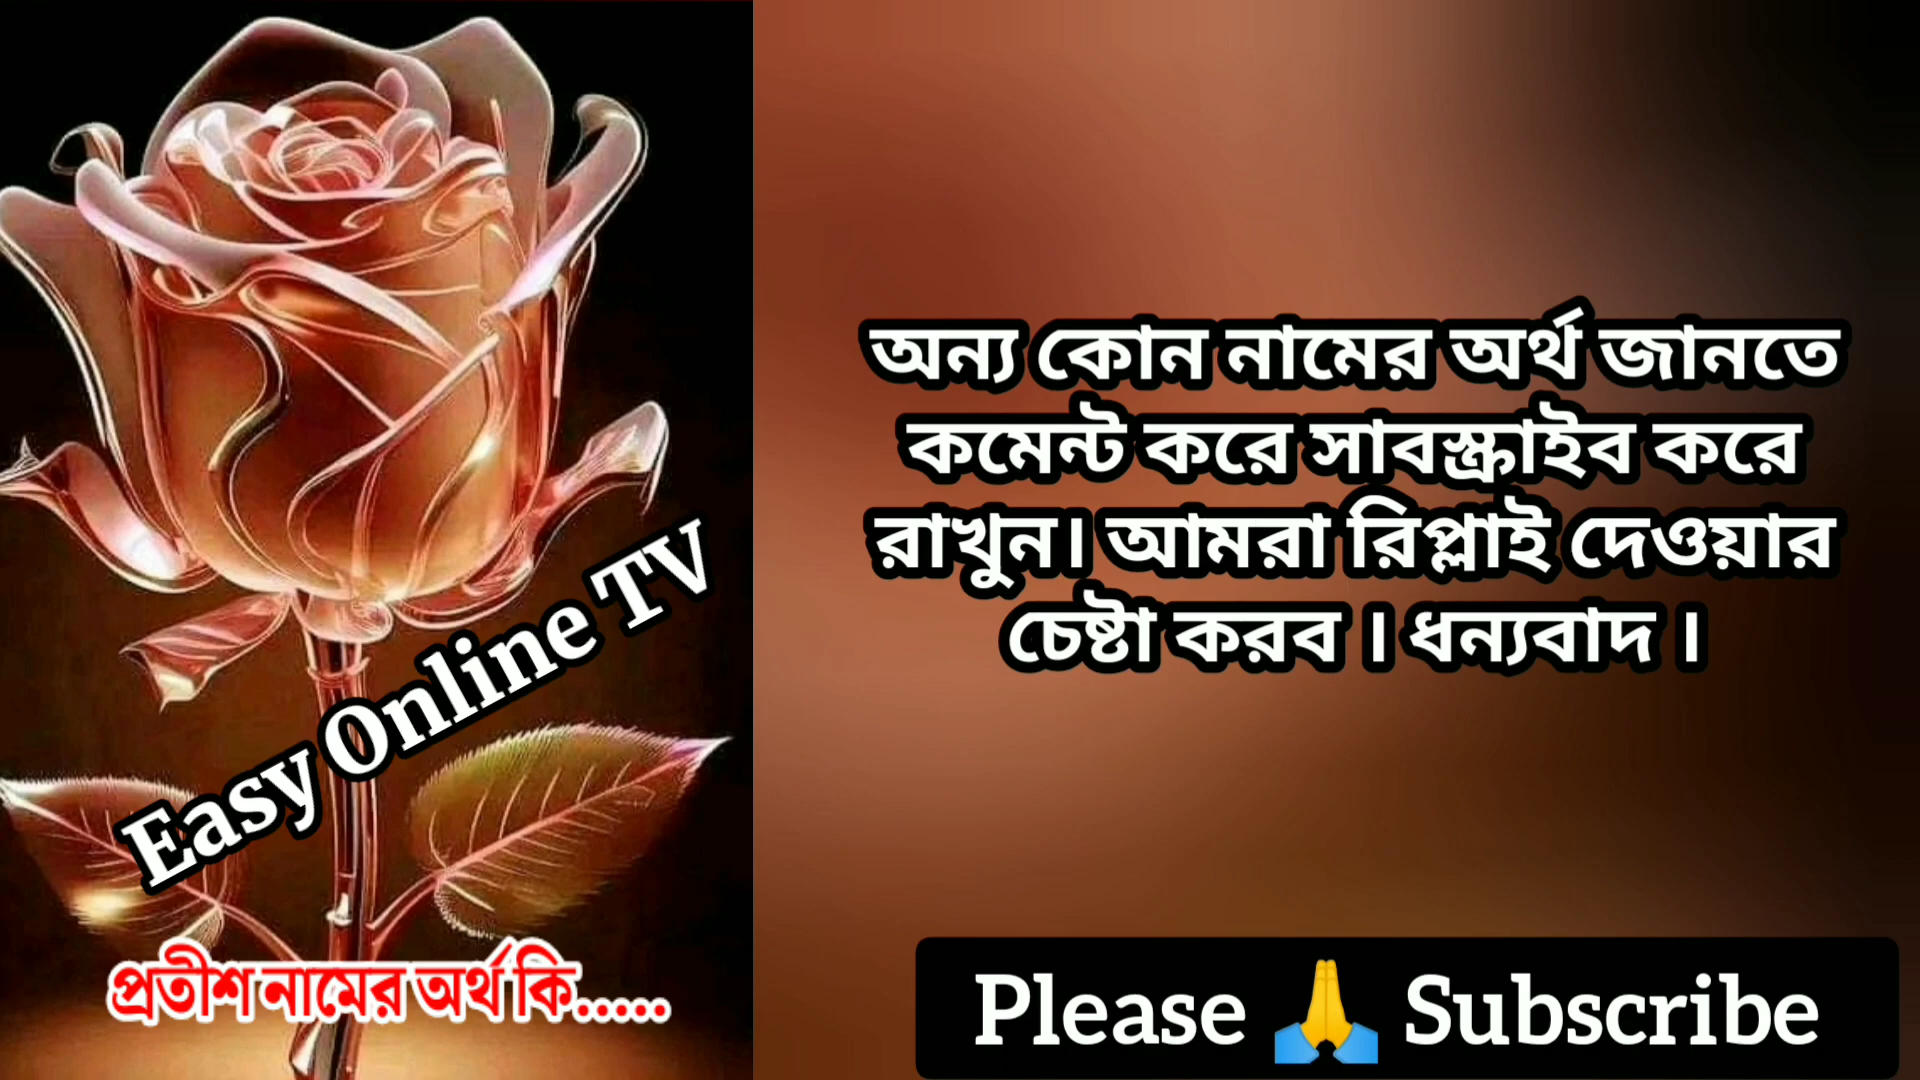 Easy Online TV
প্রতীশ নামের অর্থ কি.....
অন্য কোন নামের অর্থ জানতে
কমেন্ট করে সাবস্ক্রাইব করে
রাখুন। আমরা রিপ্লাই দেওয়ার
চেষ্টা করব । ধন্যবাদ ।
Please 🙏 Subscribe